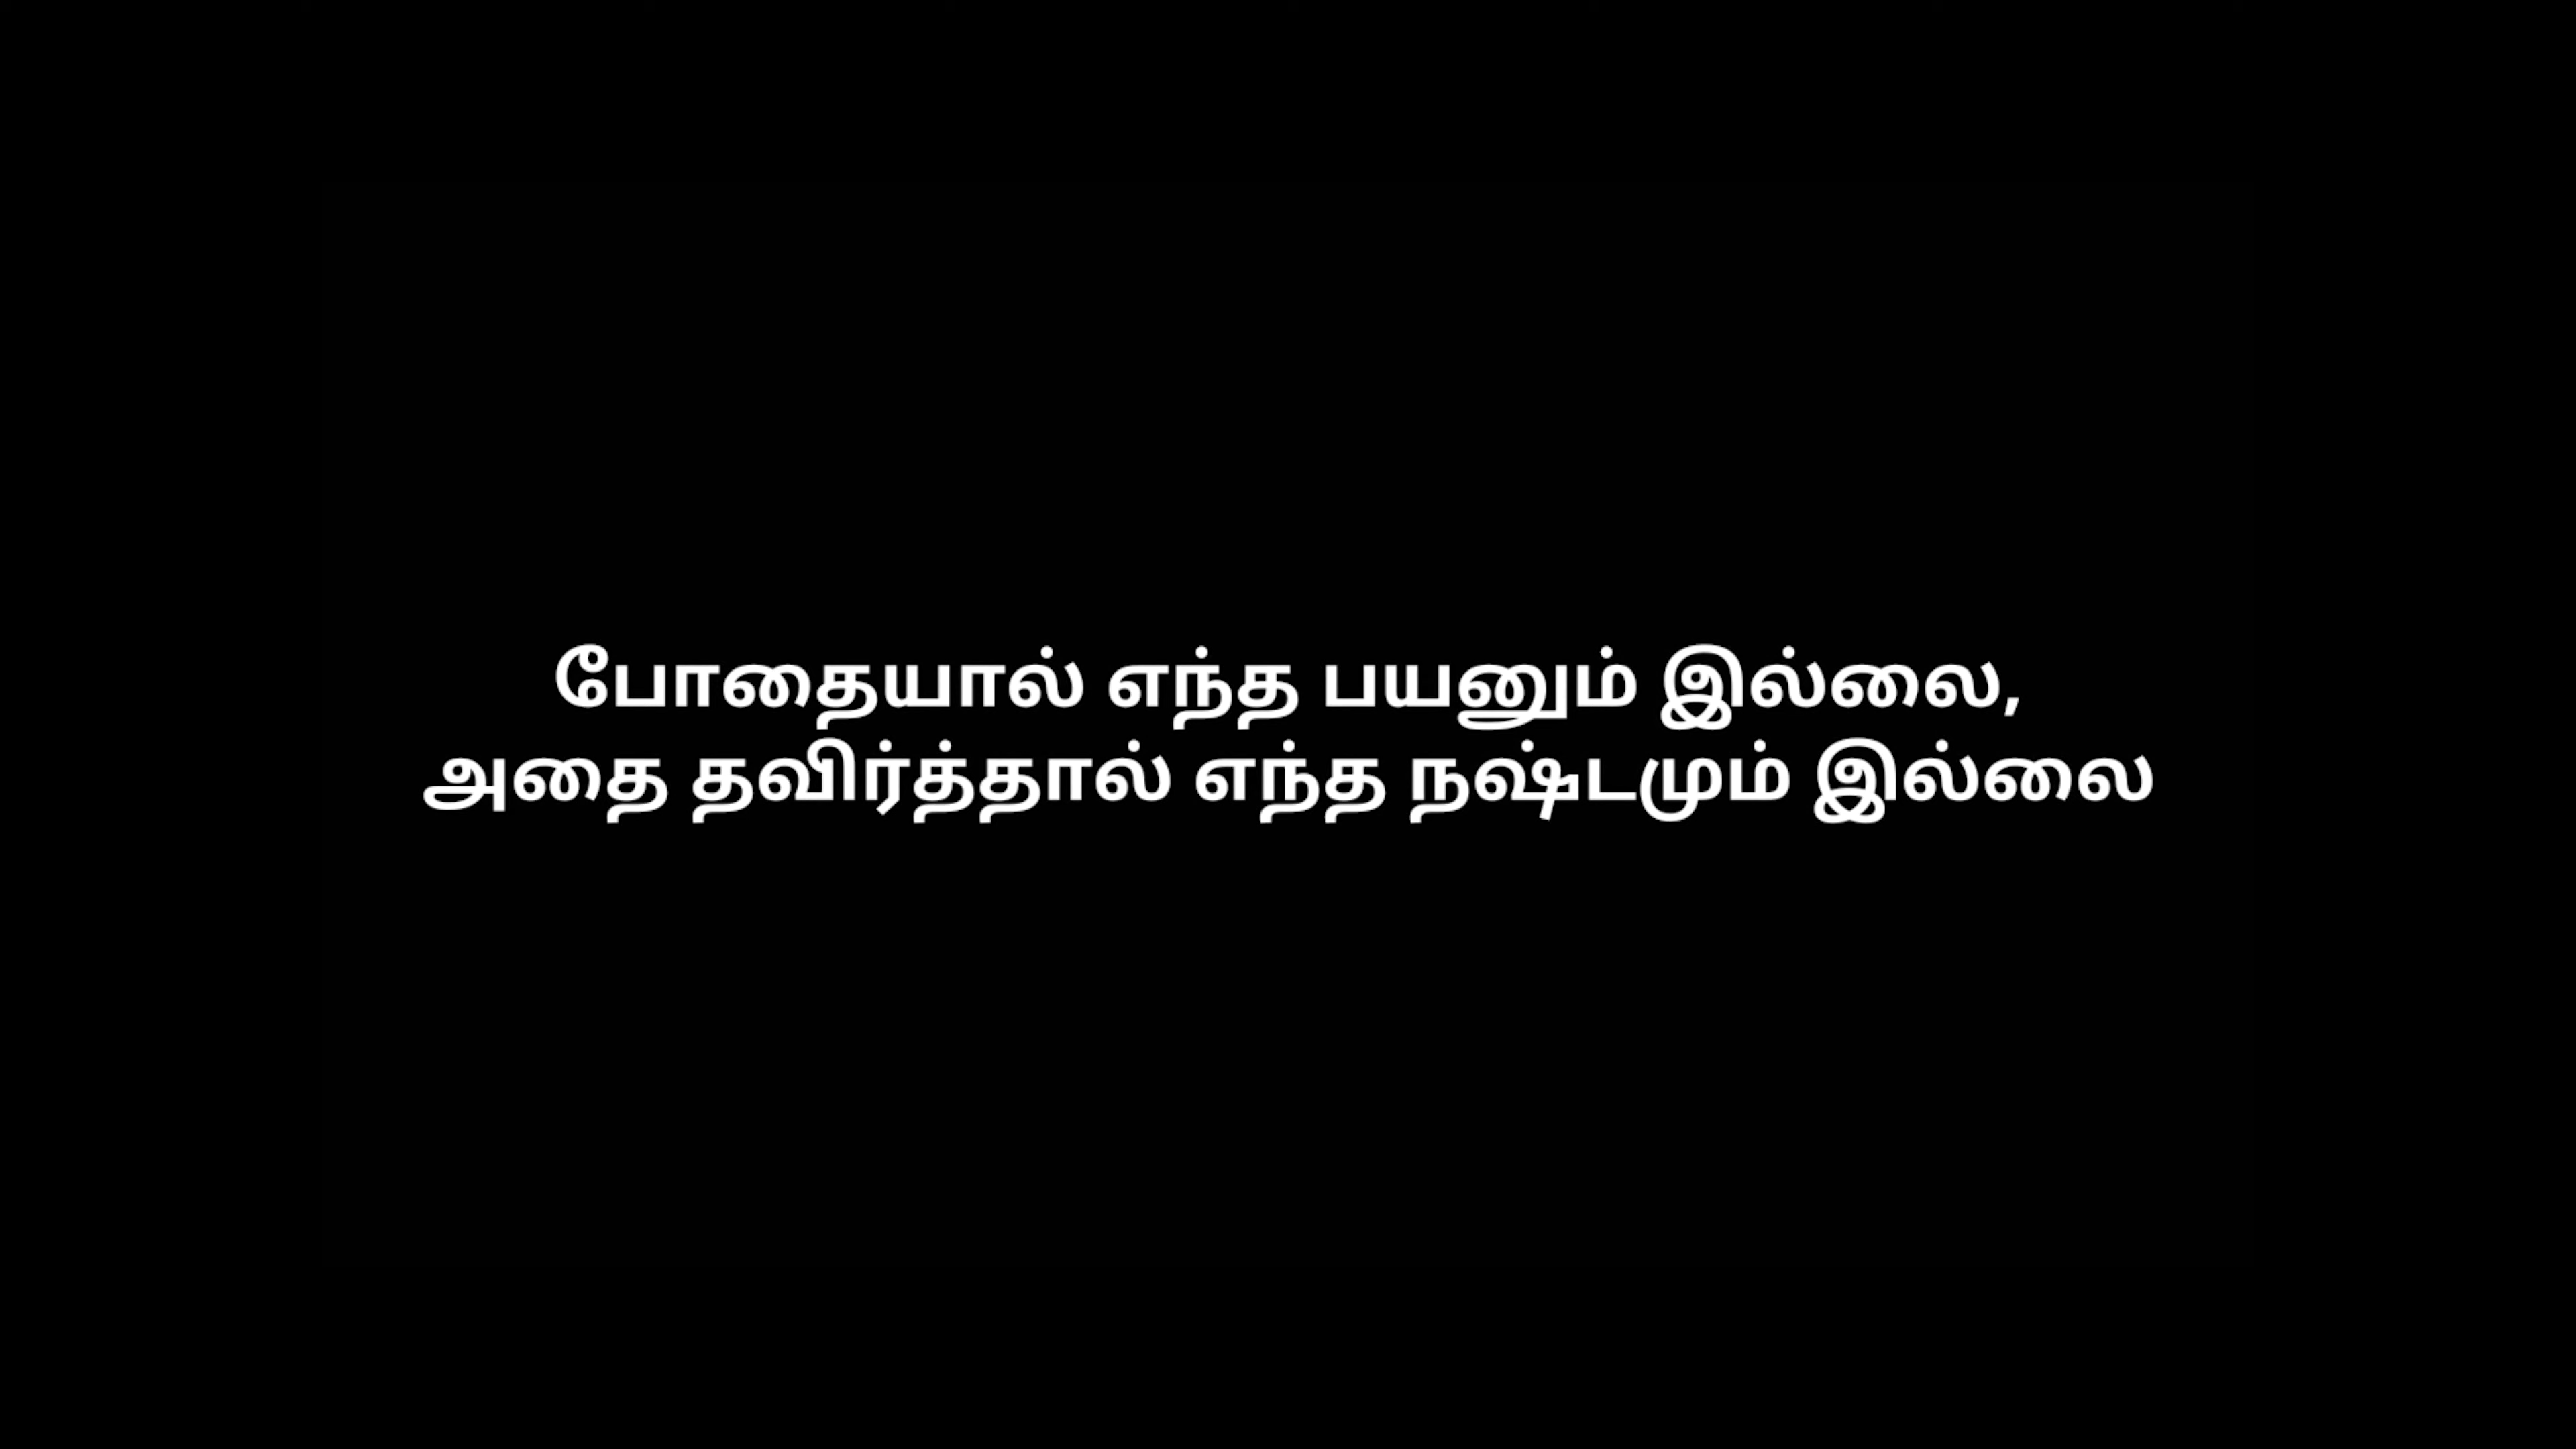 போதையால் எந்த பயனும் இல்லை,
அதை தவிர்த்தால் எந்த நஷ்டமும் இல்லை